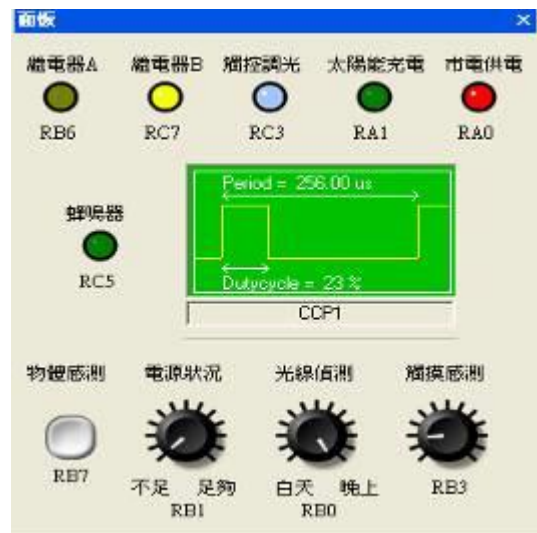 面板
繼電器A 繼電器B 觸控調光 太陽能充電 市電供電
RB6 RC7 RC3 RA1 RA0
Period = 256.00 us
蜂鳴器
RC5
Dutycycle = 23 %
CCP1
物體感測 電源狀況 光線偵測 觸摸感測
RB7
不足 足夠 白天 晚上
RB3
RB1 RB0